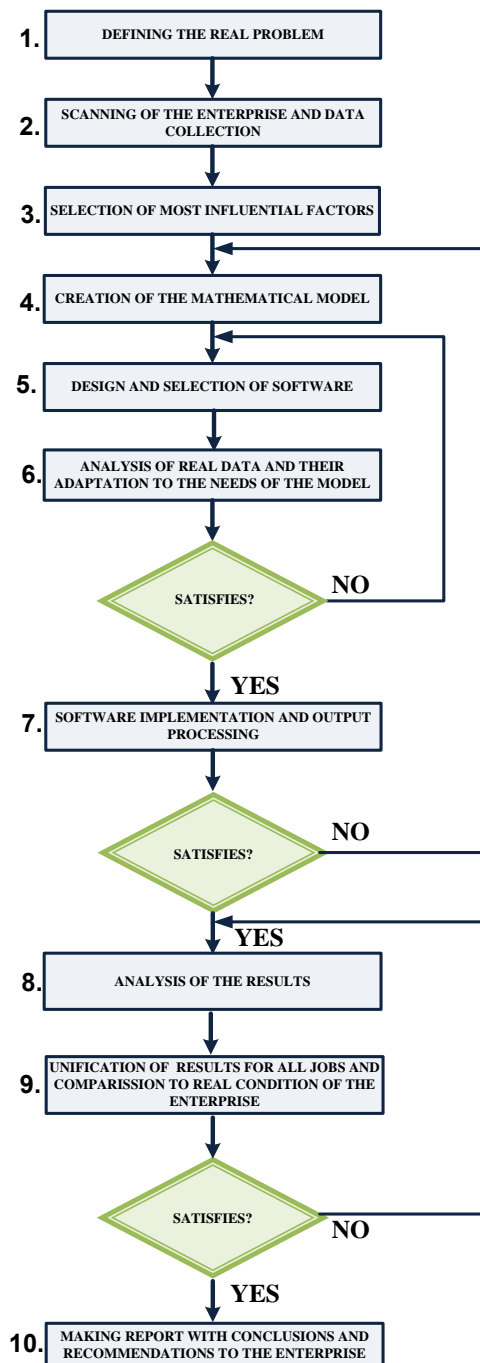 1. DEFINING THE REAL PROBLEM
2. SCANNING OF THE ENTERPRISE AND DATA
COLLECTION
3. SELECTION OF MOST INFLUENTIAL FACTORS
4. CREATION OF THE MATHEMATICAL MODEL
5. DESIGN AND SELECTION OF SOFTWARE
6. ANALYSIS OF REAL DATA AND THEIR
ADAPTATION TO THE NEEDS OF THE MODEL
SATISFIES?
NO
YES
7. SOFTWARE IMPLEMENTATION AND OUTPUT
PROCESSING
SATISFIES?
NO
YES
8. ANALYSIS OF THE RESULTS
9. UNIFICATION OF RESULTS FOR ALL JOBS AND
COMPARISSION TO REAL CONDITION OF THE
ENTERPRISE
SATISFIES?
NO
YES
10. MAKING REPORT WITH CONCLUSIONS AND
RECOMMENDATIONS TO THE ENTERPRISE